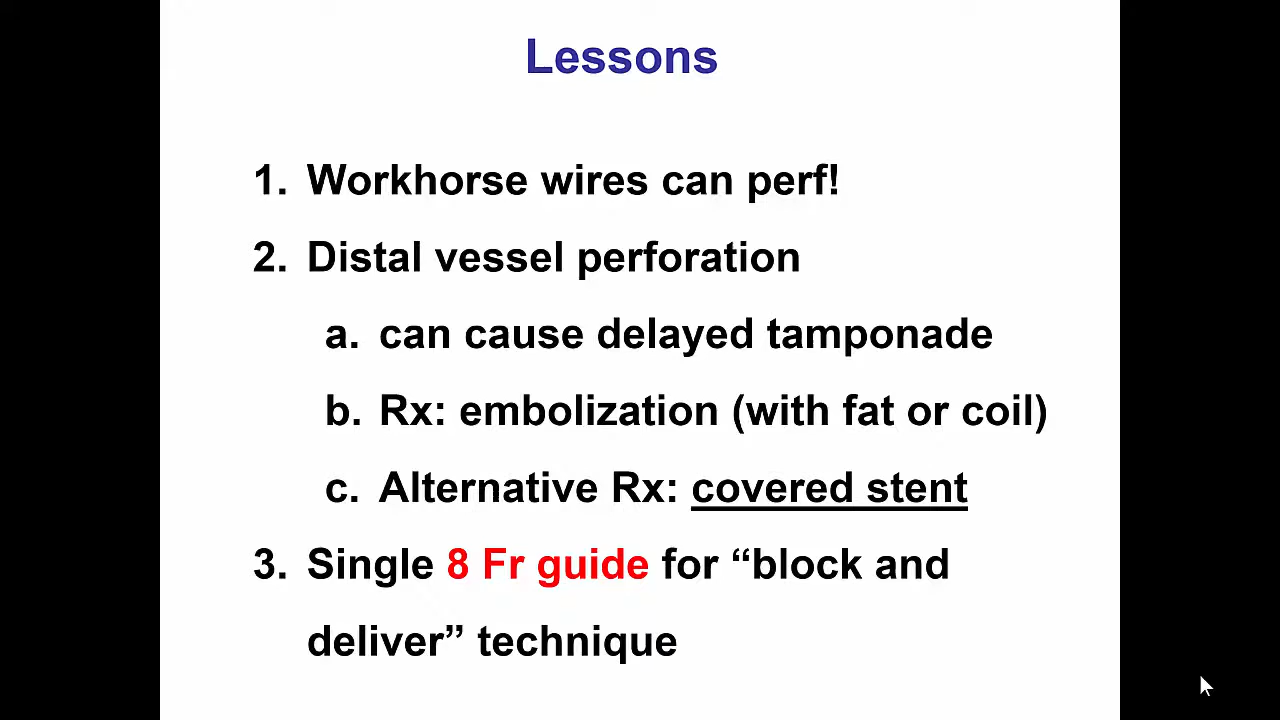 Lessons
1. Workhorse wires can perf!
2. Distal vessel perforation
a. can cause delayed tamponade
b. Rx: embolization (with fat or coil)
c. Alternative Rx: covered stent
3. Single 8 Fr guide for “block and
deliver” technique